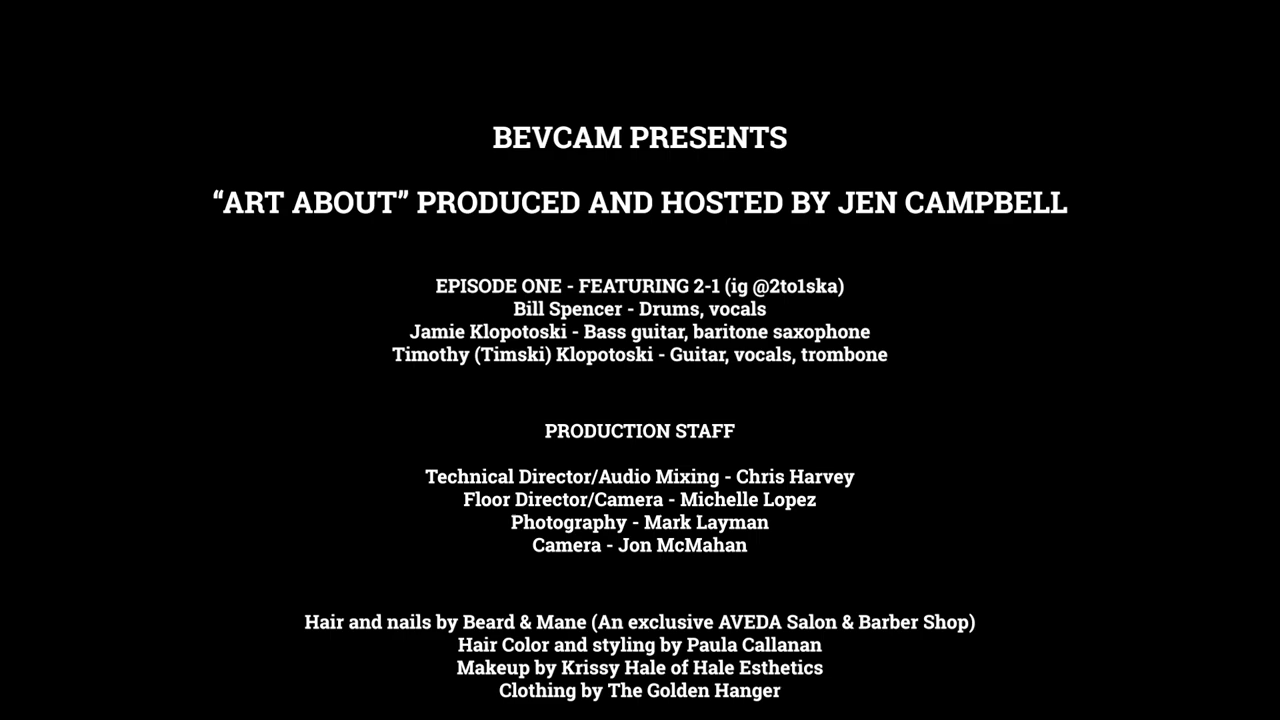 BEVCAM PRESENTS
“ART ABOUT” PRODUCED AND HOSTED BY JEN CAMPBELL
EPISODE ONE - FEATURING 2-1 (ig @2to1ska)
Bill Spencer - Drums, vocals
Jamie Klopotoski - Bass guitar, baritone saxophone
Timothy (Timski) Klopotoski - Guitar, vocals, trombone
PRODUCTION STAFF
Technical Director/Audio Mixing - Chris Harvey
Floor Director/Camera - Michelle Lopez
Photography - Mark Layman
Camera - Jon McMahan
Hair and nails by Beard & Mane (An exclusive AVEDA Salon & Barber Shop)
Hair Color and styling by Paula Callanan
Makeup by Krissy Hale of Hale Esthetics
Clothing by The Golden Hanger